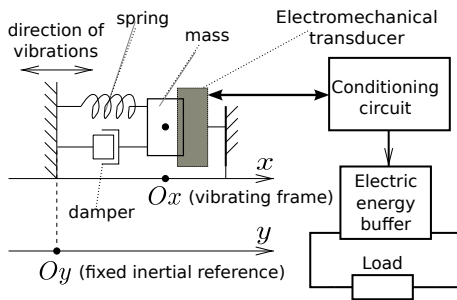 spring
Electromechanical
transducer
direction of
vibrations
mass
Conditioning
circuit
x
Ox (vibrating frame)
damper
Electric
energy
buffer
y
Oy (fixed inertial reference)
Load